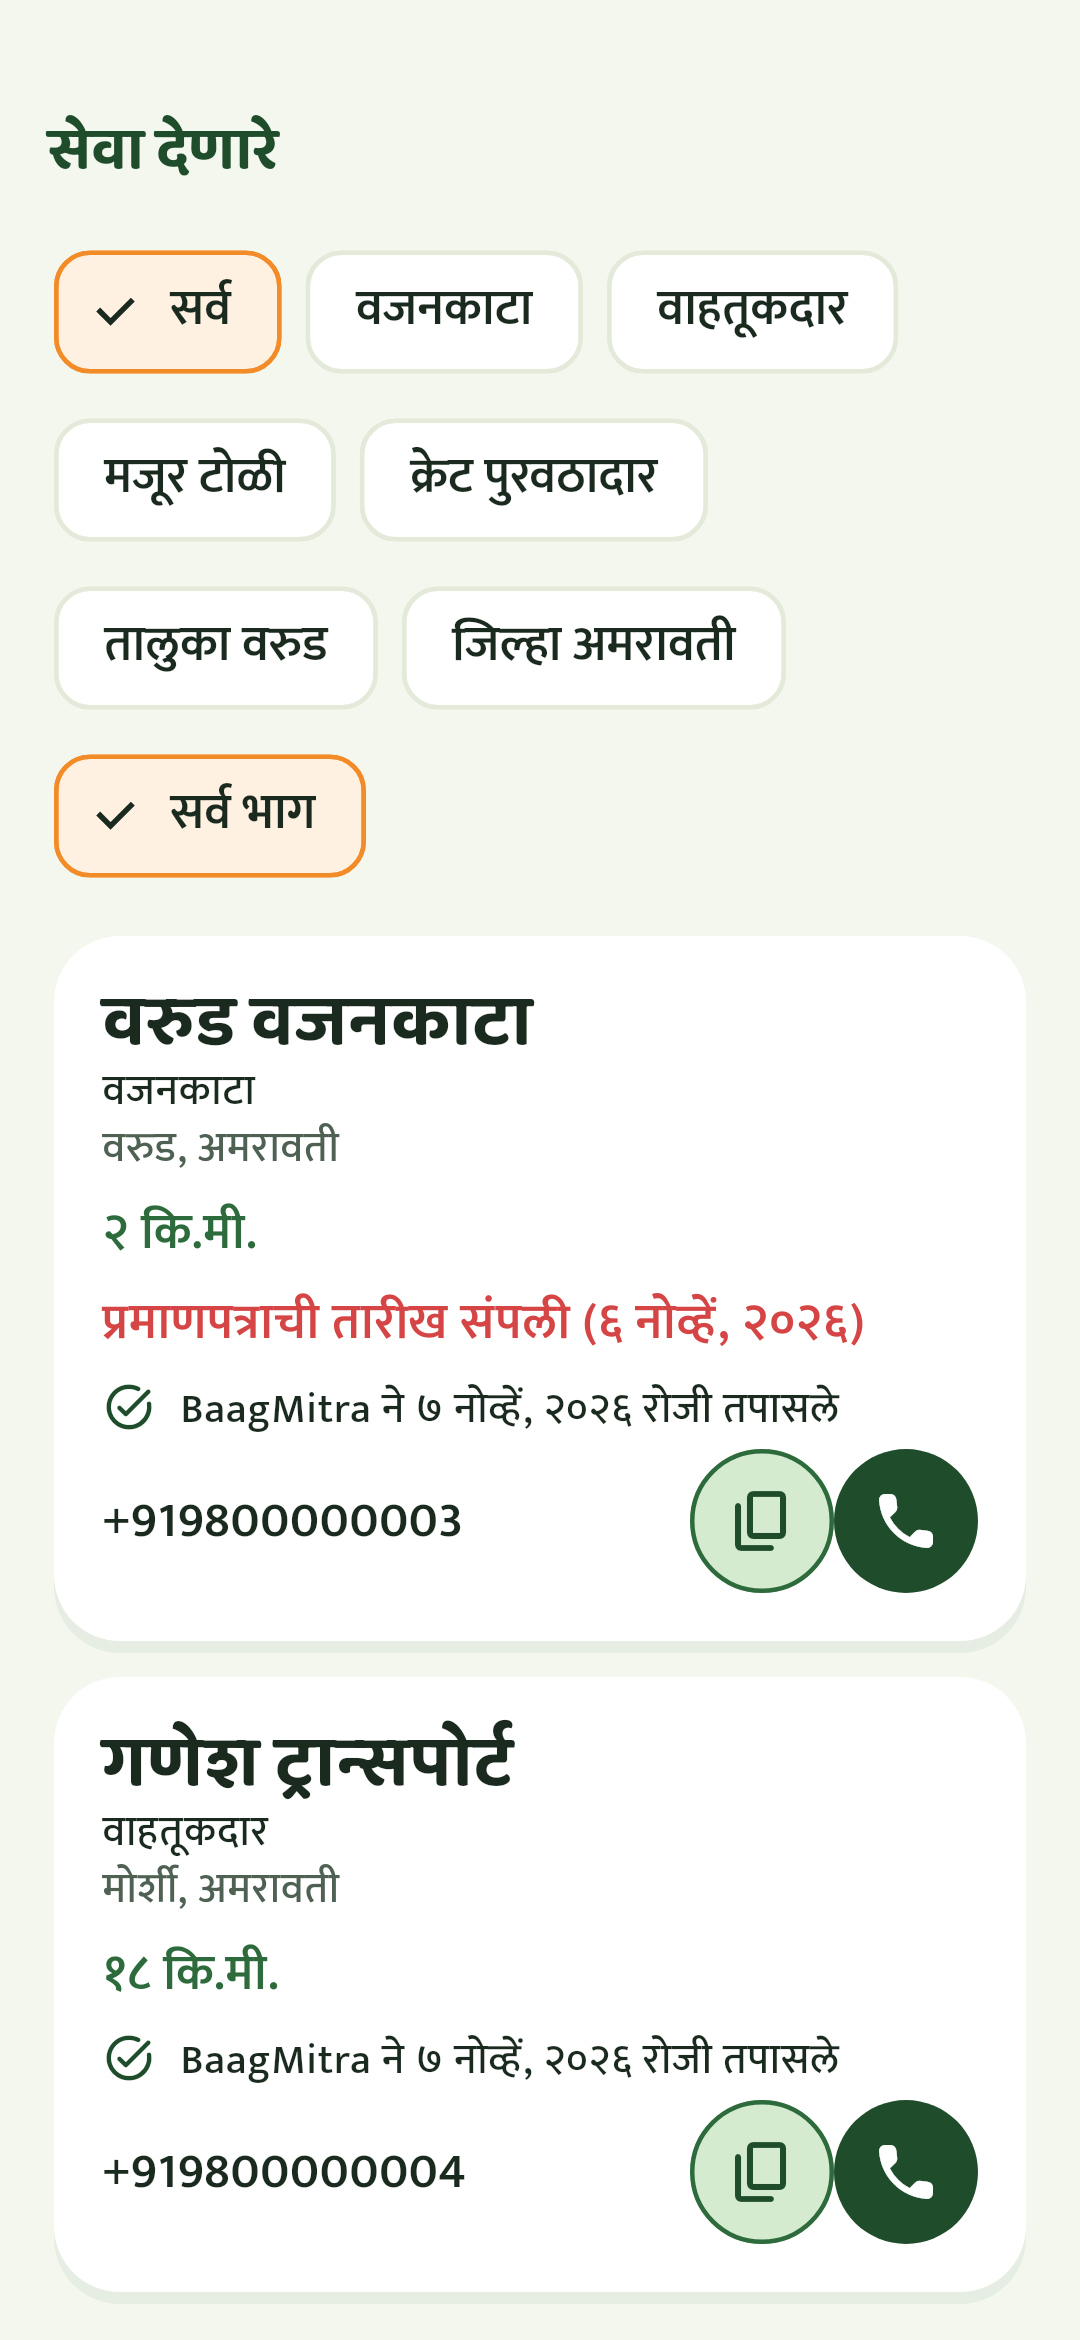 सेवा देणारे
सर्व वजनकाटा वाहतूकदार
मजूर टोळी क्रेट पुरवठादार
तालुका वरुड जिल्हा अमरावती
सर्व भाग
वरुड वजनकाटा
वजनकाटा
वरुड, अमरावती
२ कि.मी.
प्रमाणपत्राची तारीख संपली (६ नोव्हें, २०२६)
BaagMitra ने ७ नोव्हें, २०२६ रोजी तपासले
+919800000003
गणेश ट्रान्सपोर्ट
वाहतूकदार
मोर्शी, अमरावती
१८ कि.मी.
BaagMitra ने ७ नोव्हें, २०२६ रोजी तपासले
+919800000004